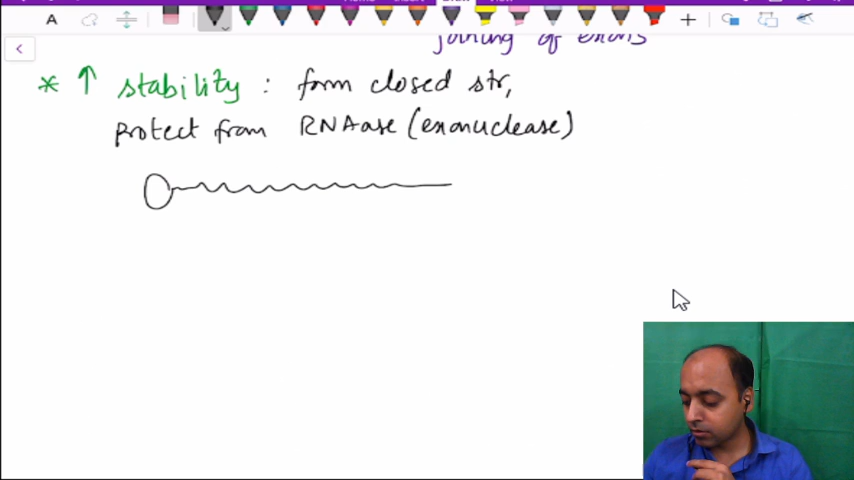 joining of exons
* ↑ stability : form closed str,
protect from RNAase (exonuclease)